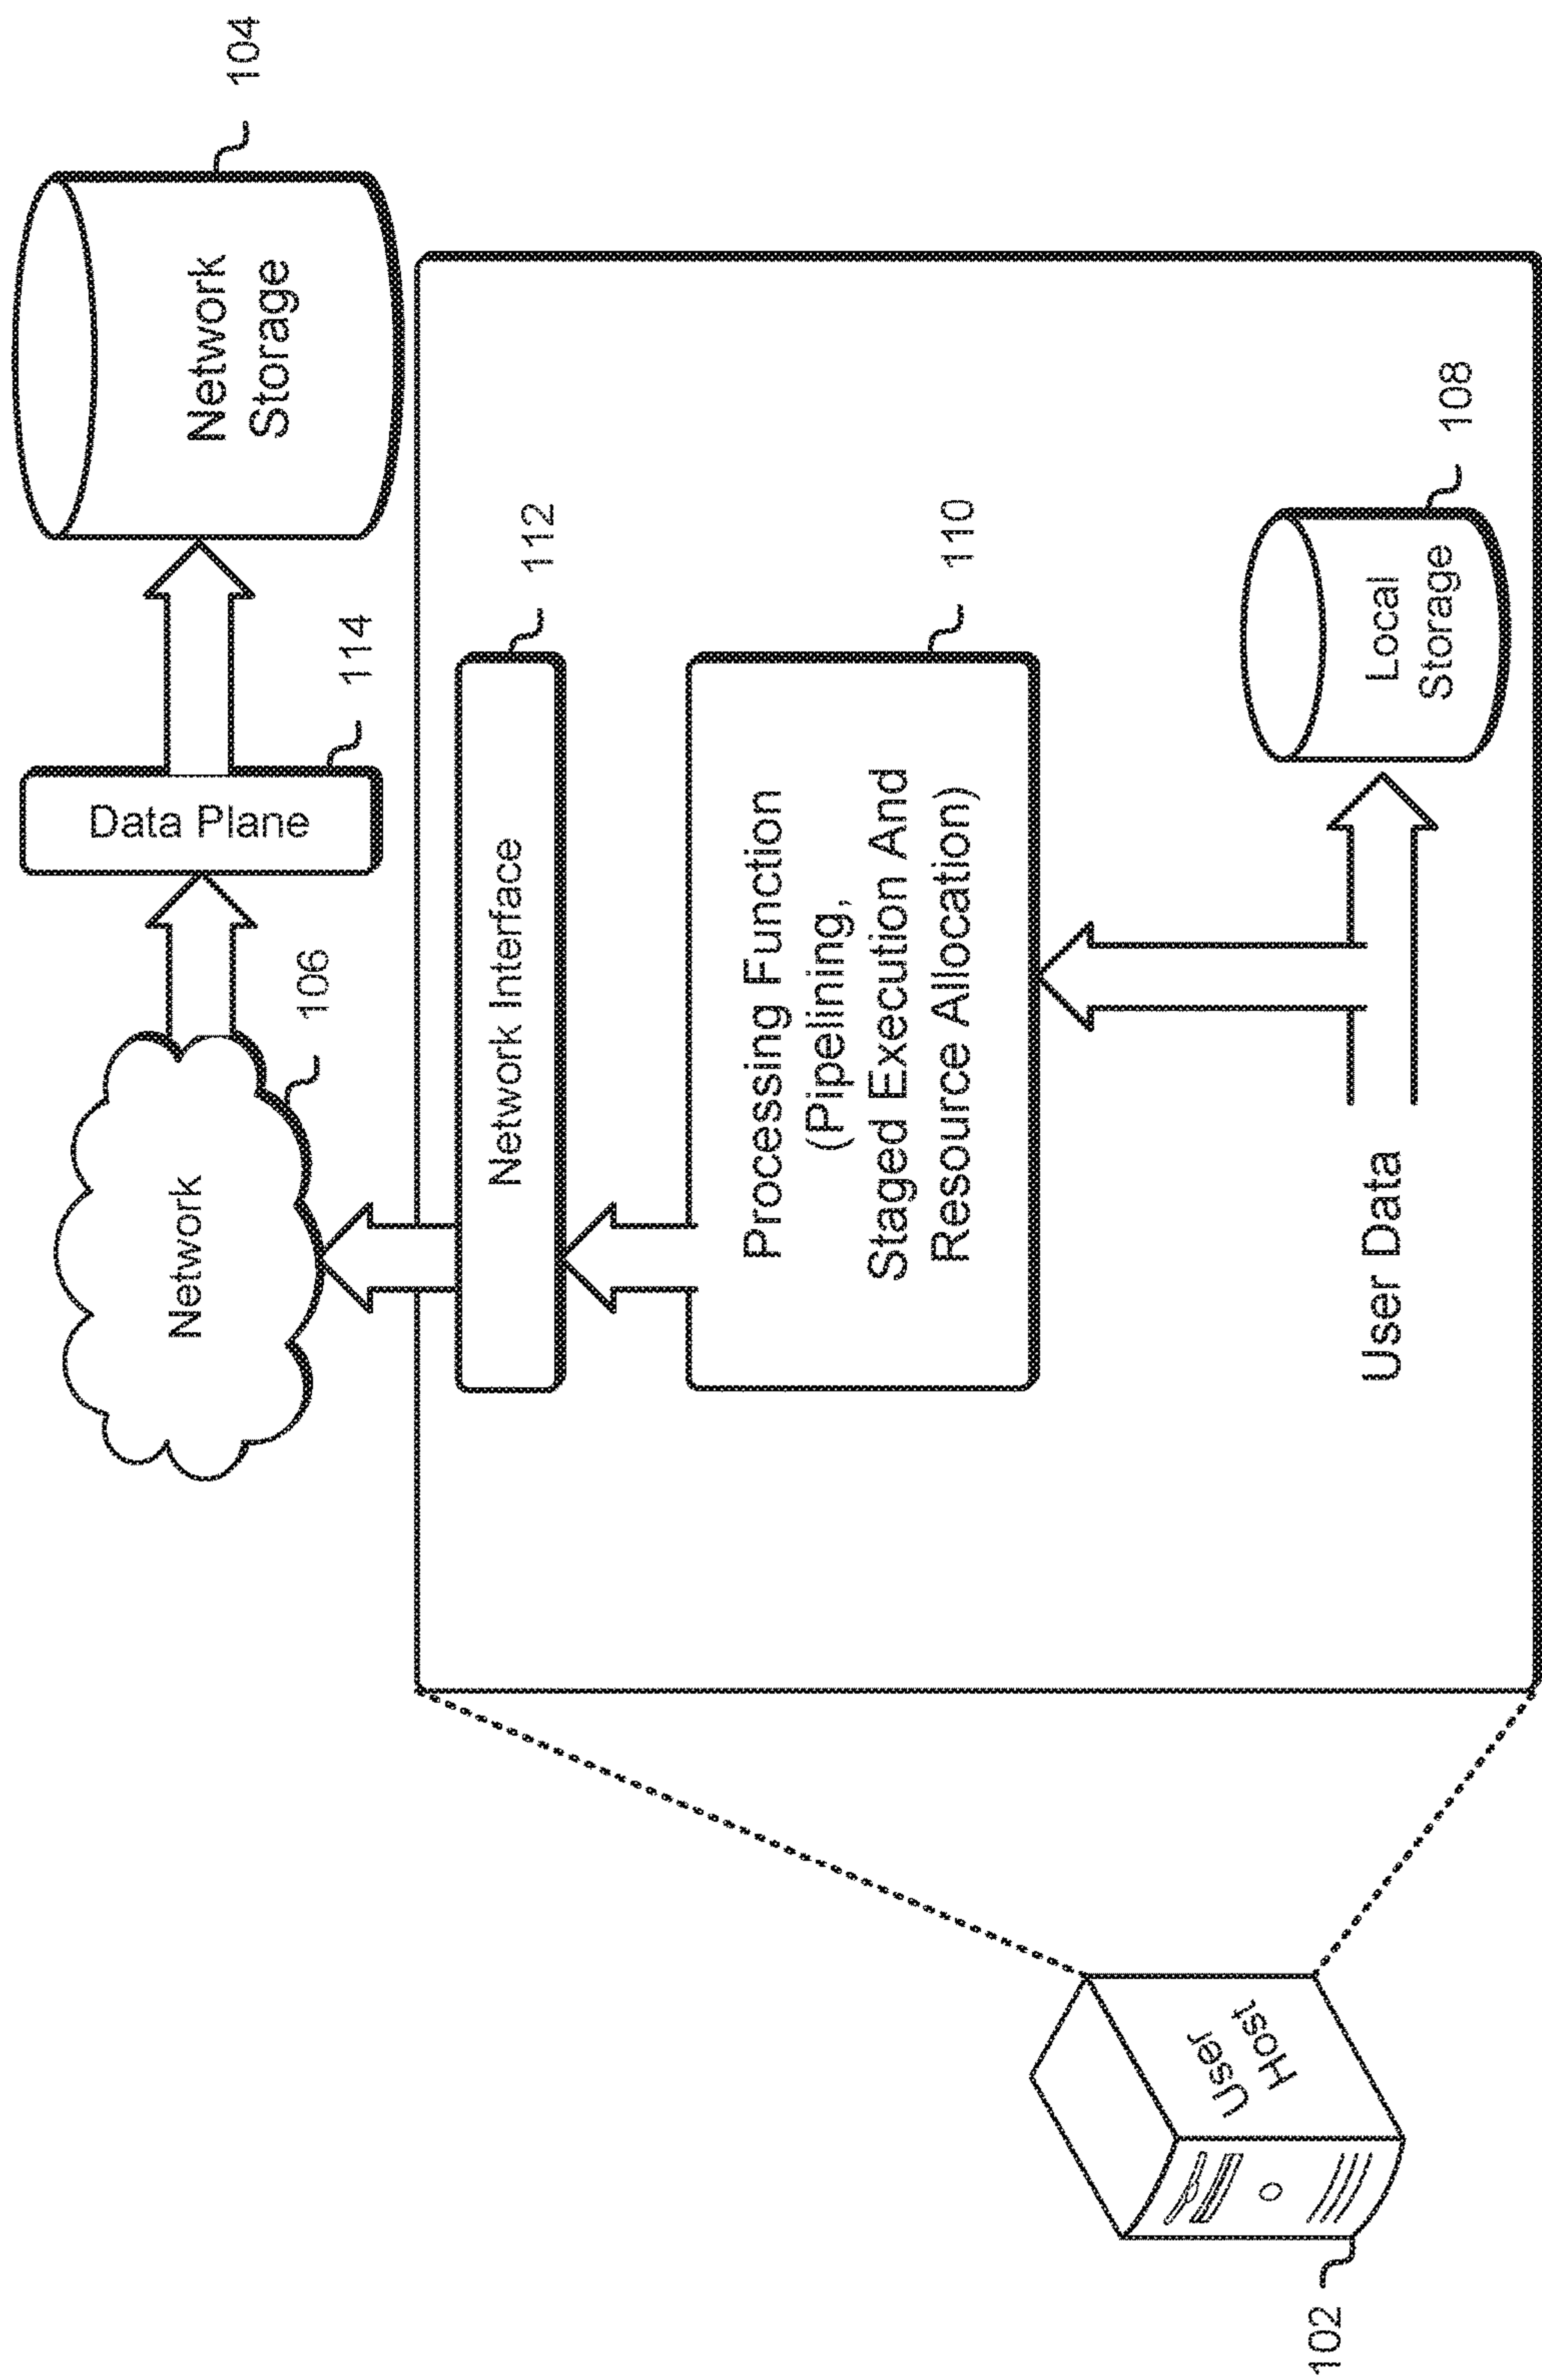 Network
106
Data Plane
114
Network
Storage
104
Network Interface
112
Processing Function
(Pipelining,
Staged Execution And
Resource Allocation)
110
User Data
Local
Storage
108
User
Host
102